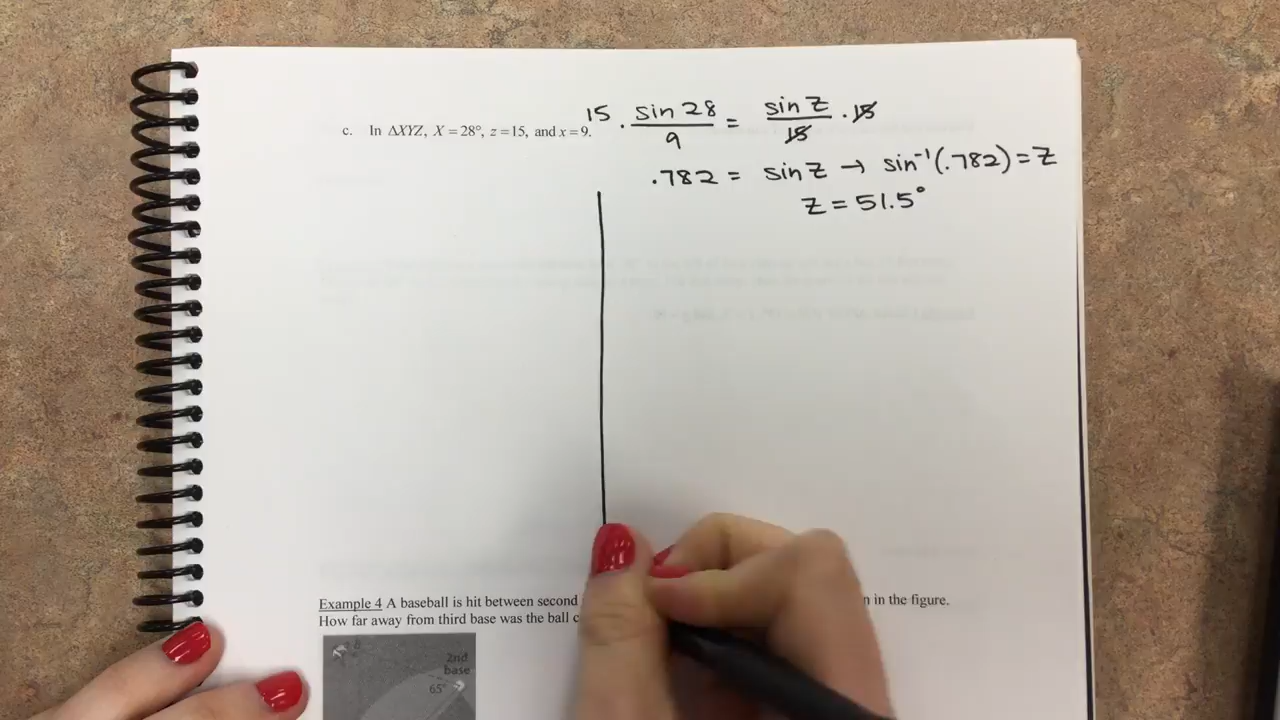 c. In ΔXYZ, X = 28°, z = 15, and x = 9.
15 · sin 28 / 9 = sin Z / 15 · 15
.782 = sin Z → sin⁻¹(.782) = Z
Z = 51.5°
Example 4 A baseball is hit between second in the figure.
How far away from third base was the ball
2nd
base
65°